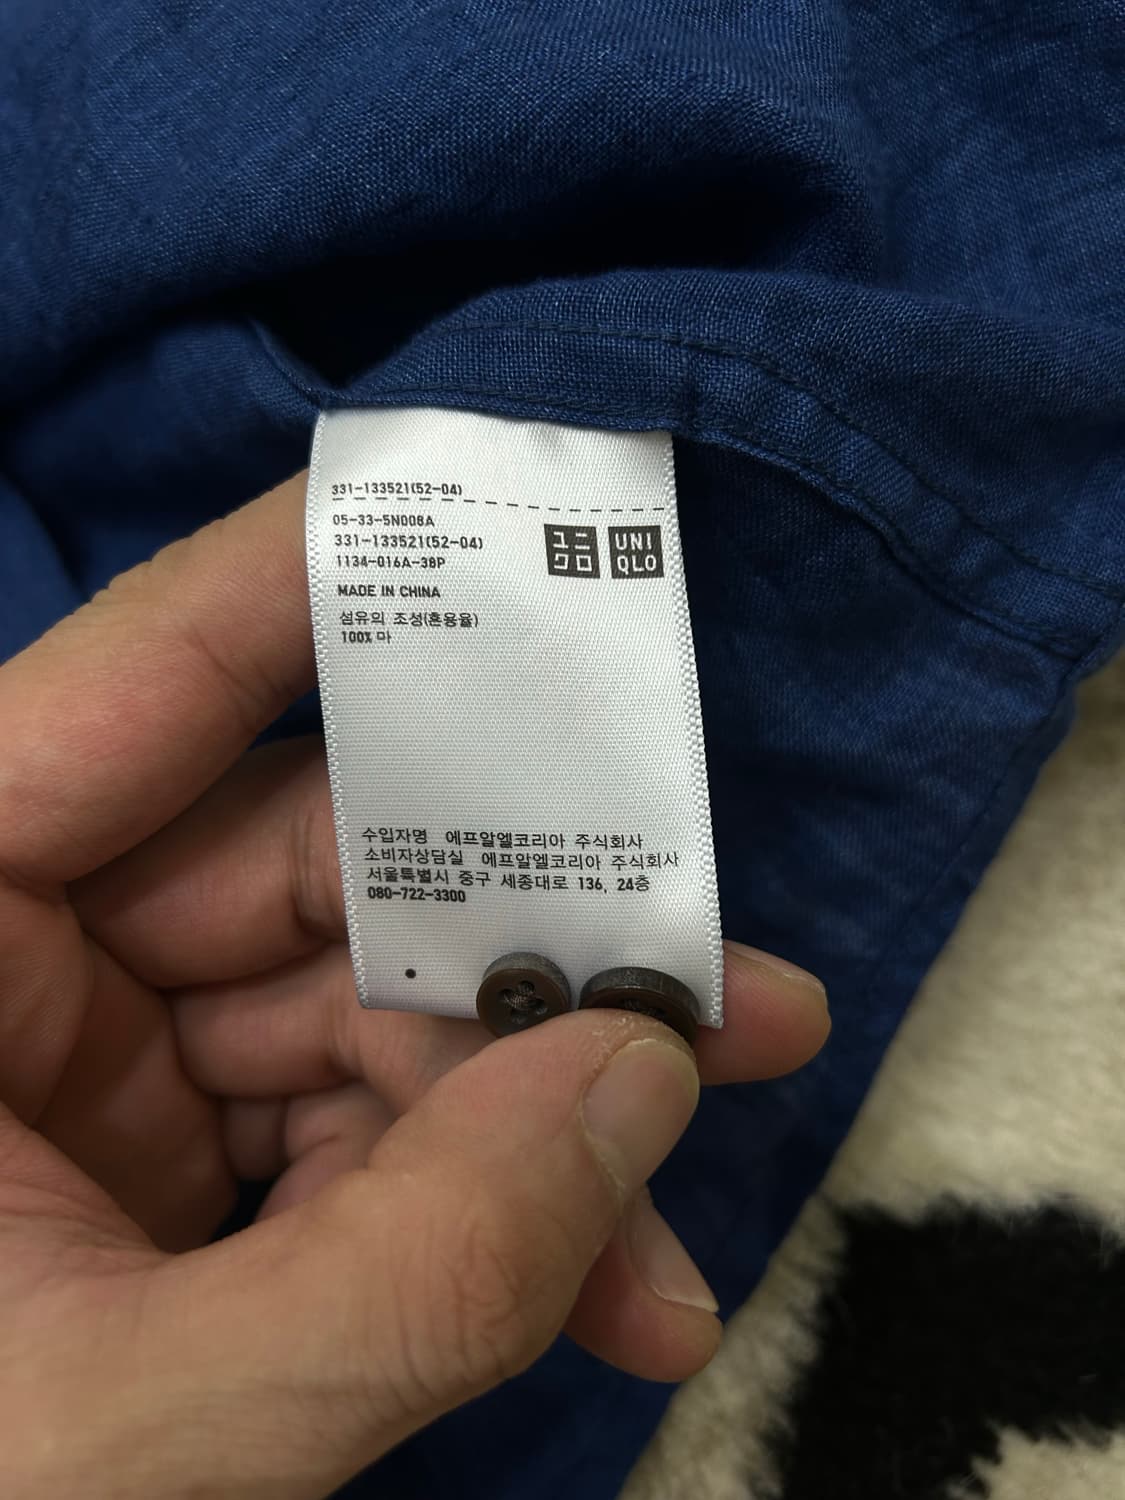 331-133521(52-04)
05-33-5N008A
331-133521(52-04)
1134-016A-38P
ユニ
クロ
UNI
QLO
MADE IN CHINA
섬유의 조성(혼용율)
100% 마
수입자명 에프알엘코리아 주식회사
소비자상담실 에프알엘코리아 주식회사
서울특별시 중구 세종대로 136, 24층
080-722-3300